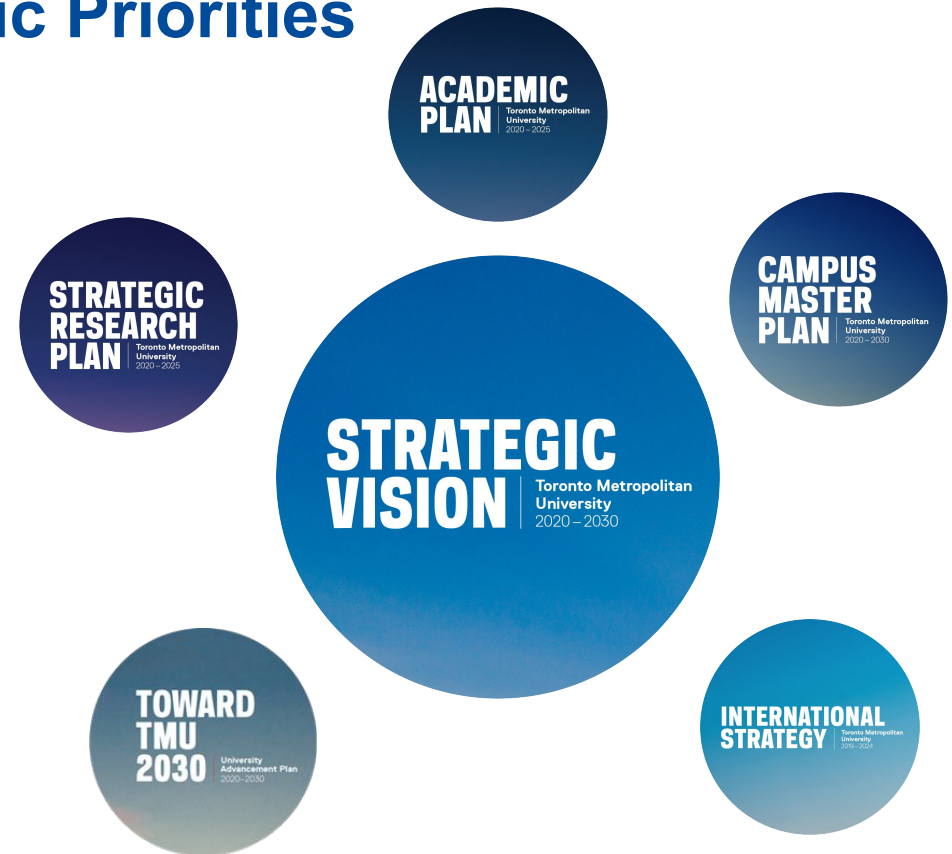 ic Priorities
ACADEMIC
PLAN
Toronto Metropolitan
University
2020–2025
STRATEGIC
RESEARCH
PLAN
Toronto Metropolitan
University
2020–2025
CAMPUS
MASTER
PLAN
Toronto Metropolitan
University
2020–2030
STRATEGIC
VISION
Toronto Metropolitan
University
2020–2030
TOWARD
TMU
2030
University
Advancement Plan
2020–2030
INTERNATIONAL
STRATEGY
Toronto Metropolitan
University
2019–2024